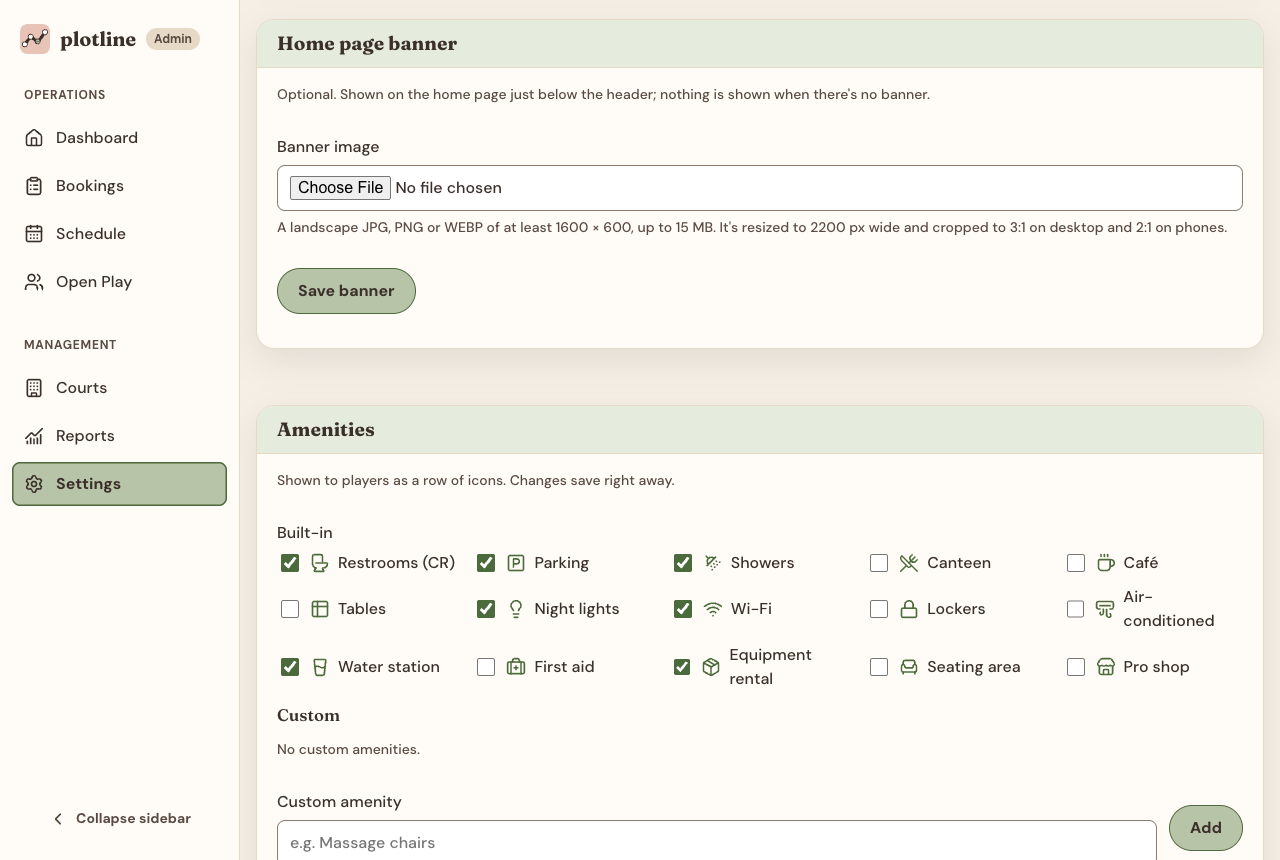 plotline Admin
OPERATIONS
Dashboard
Bookings
Schedule
Open Play
MANAGEMENT
Courts
Reports
Settings
Collapse sidebar
Home page banner
Optional. Shown on the home page just below the header; nothing is shown when there's no banner.
Banner image
Choose File No file chosen
A landscape JPG, PNG or WEBP of at least 1600 × 600, up to 15 MB. It's resized to 2200 px wide and cropped to 3:1 on desktop and 2:1 on phones.
Save banner
Amenities
Shown to players as a row of icons. Changes save right away.
Built-in
Restrooms (CR) Parking Showers Canteen Café
Tables Night lights Wi-Fi Lockers Air-
conditioned
Water station First aid Equipment
rental Seating area Pro shop
Custom
No custom amenities.
Custom amenity
e.g. Massage chairs
Add